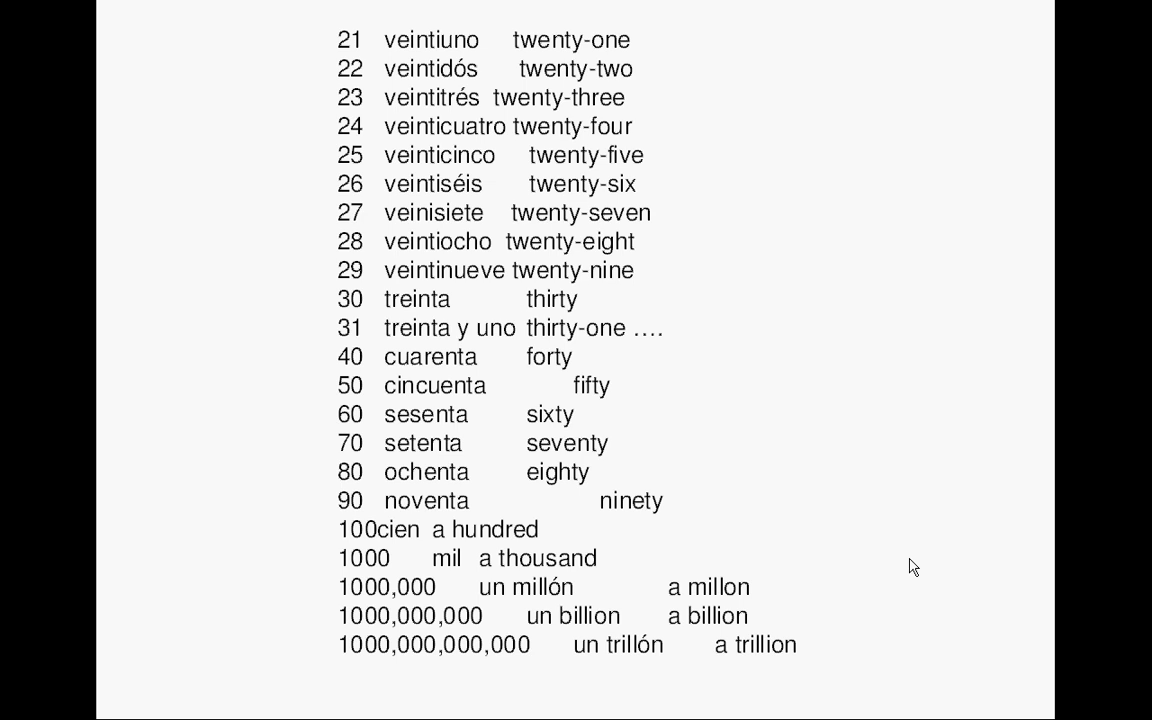 21 veintiuno twenty-one
22 veintidós twenty-two
23 veintitrés twenty-three
24 veinticuatro twenty-four
25 veinticinco twenty-five
26 veintiséis twenty-six
27 veinisiete twenty-seven
28 veintiocho twenty-eight
29 veintinueve twenty-nine
30 treinta thirty
31 treinta y uno thirty-one ....
40 cuarenta forty
50 cincuenta fifty
60 sesenta sixty
70 setenta seventy
80 ochenta eighty
90 noventa ninety
100cien a hundred
1000 mil a thousand
1000,000 un millón a millon
1000,000,000 un billion a billion
1000,000,000,000 un trillón a trillion